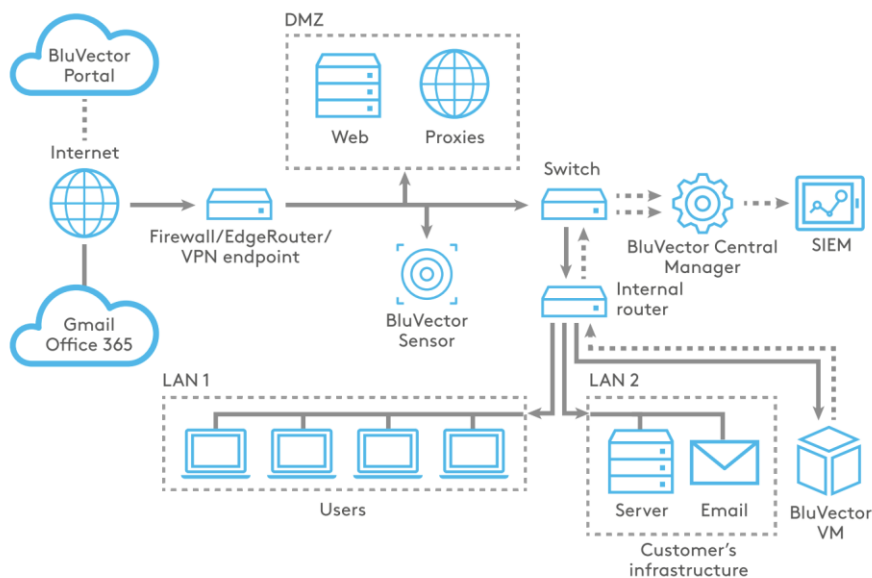 BluVector
Portal
DMZ
Web
Proxies
Internet
Switch
Firewall/EdgeRouter/
VPN endpoint
BluVector Central
Manager
SIEM
BluVector
Sensor
Internal
router
Gmail
Office 365
LAN 1
LAN 2
Users
Server
Email
BluVector
VM
Customer's
infrastructure